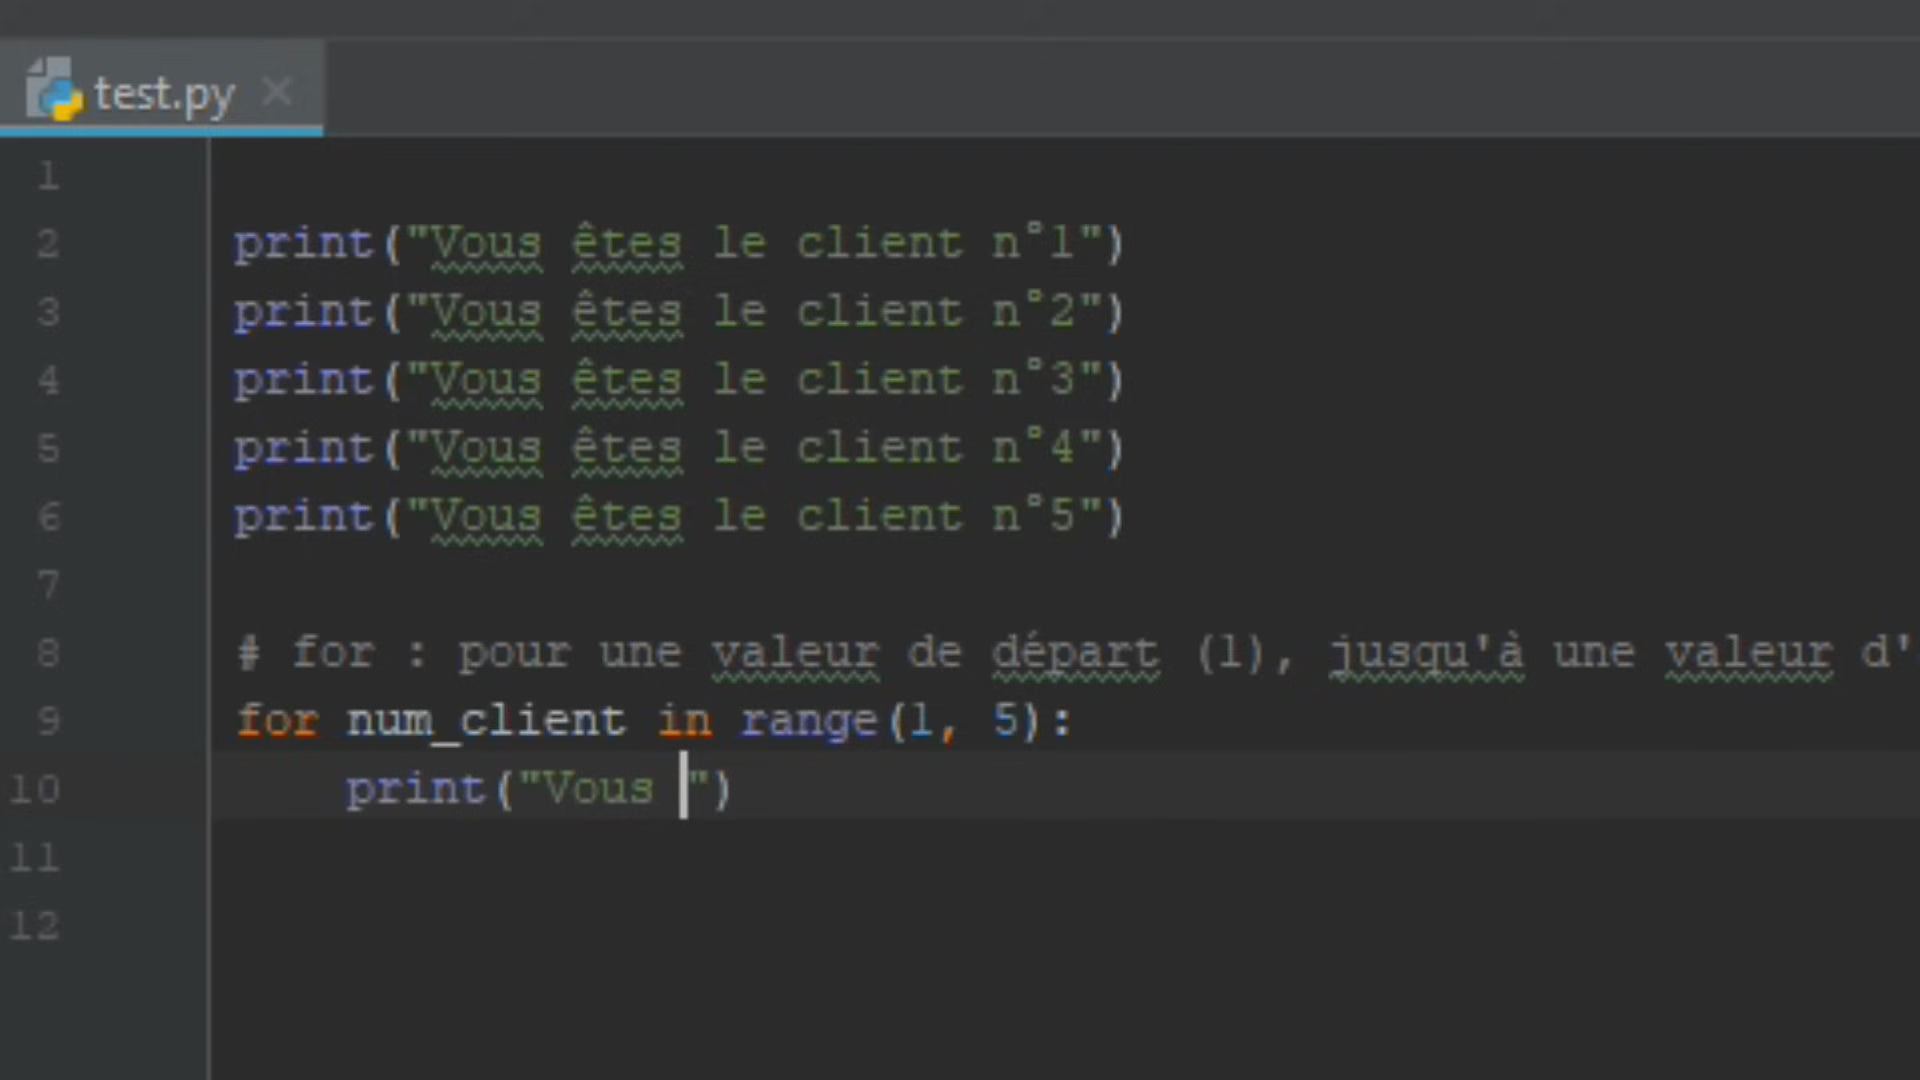 test.py
1
2 print("Vous êtes le client n°1")
3 print("Vous êtes le client n°2")
4 print("Vous êtes le client n°3")
5 print("Vous êtes le client n°4")
6 print("Vous êtes le client n°5")
7
8 # for : pour une valeur de départ (1), jusqu'à une valeur d'
9 for num_client in range(1, 5):
10 print("Vous ")
11
12